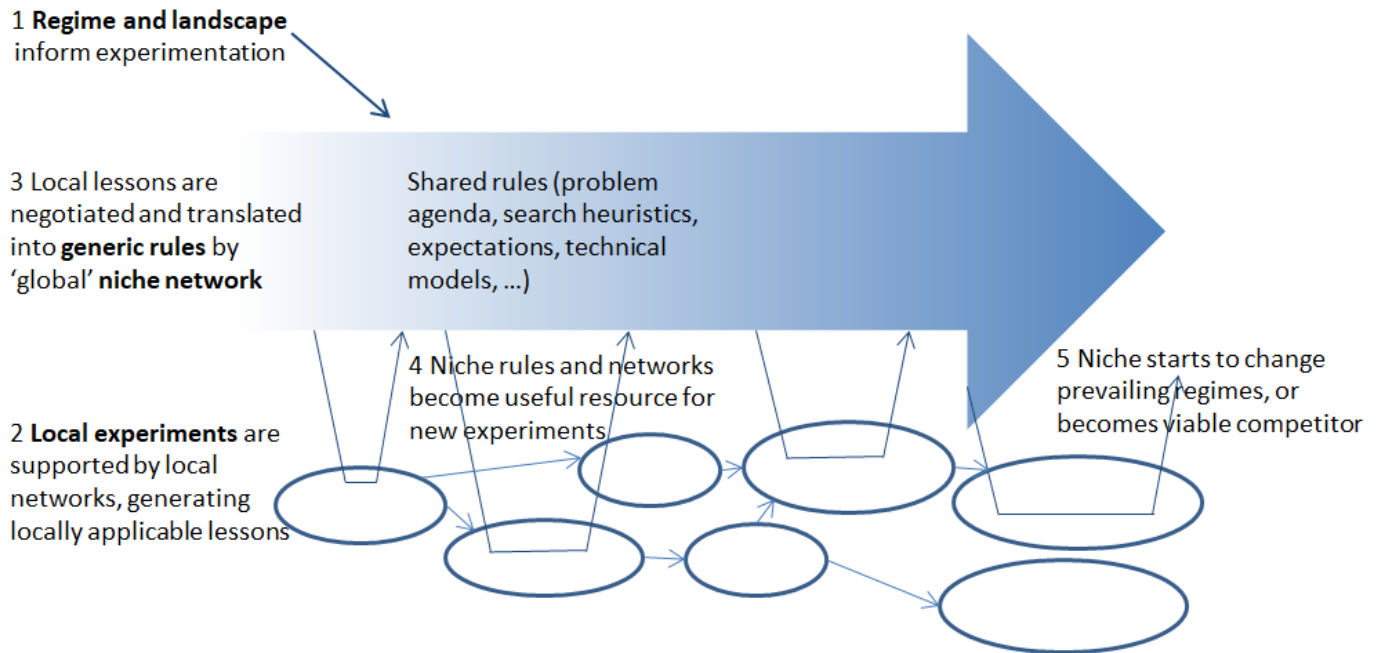 1 Regime and landscape
inform experimentation
3 Local lessons are
negotiated and translated
into generic rules by
‘global’ niche network
Shared rules (problem
agenda, search heuristics,
expectations, technical
models, …)
4 Niche rules and networks
become useful resource for
new experiments
5 Niche starts to change
prevailing regimes, or
becomes viable competitor
2 Local experiments are
supported by local
networks, generating
locally applicable lessons